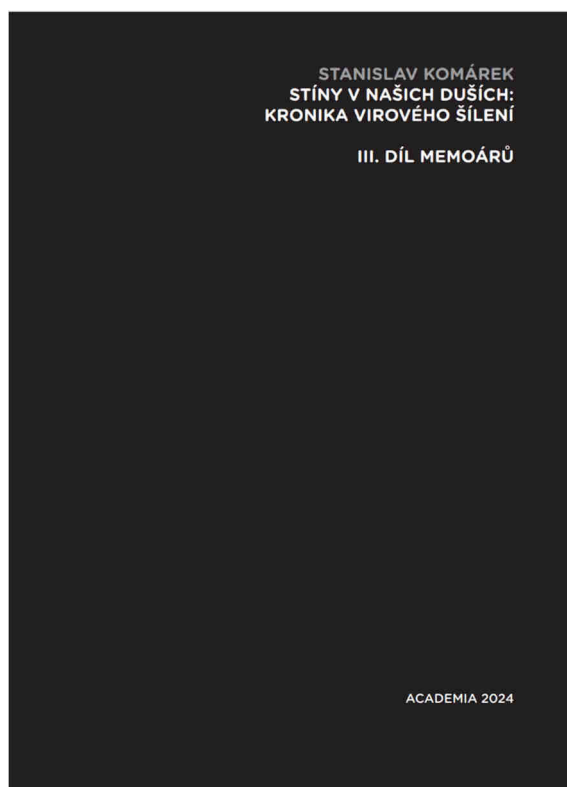 STANISLAV KOMÁREK
STÍNY V NAŠICH DUŠÍCH:
KRONIKA VIROVÉHO ŠÍLENÍ
III. DÍL MEMOÁRŮ
ACADEMIA 2024